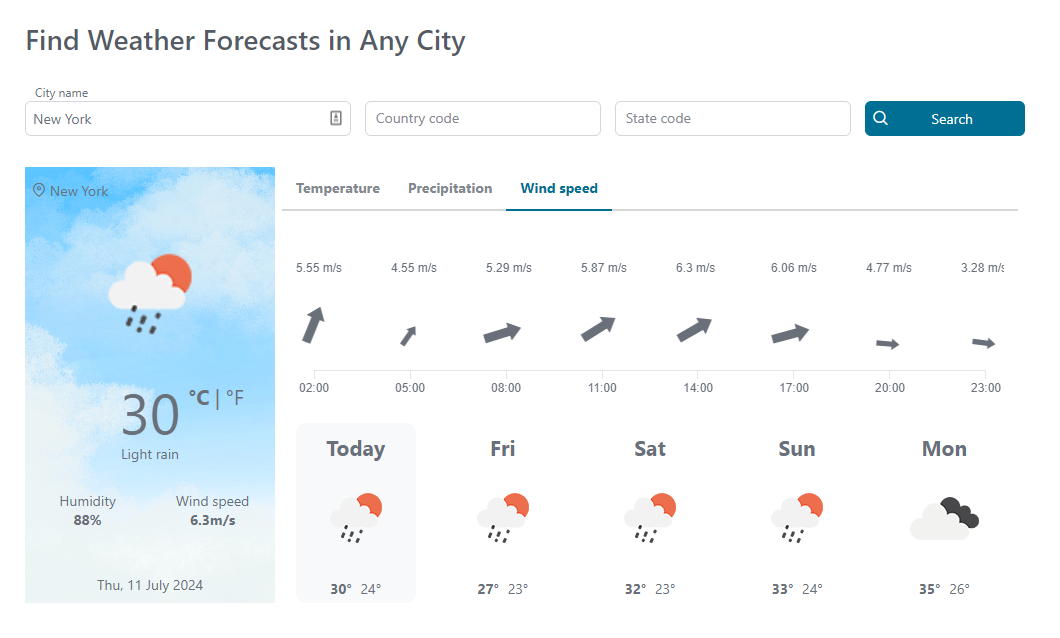 Find Weather Forecasts in Any City
City name
New York
Country code
State code
Search
New York
30 °C | °F
Light rain
Humidity Wind speed
88% 6.3m/s
Thu, 11 July 2024
Temperature Precipitation Wind speed
5.55 m/s 4.55 m/s 5.29 m/s 5.87 m/s 6.3 m/s 6.06 m/s 4.77 m/s 3.28 m/s
02:00 05:00 08:00 11:00 14:00 17:00 20:00 23:00
Today Fri Sat Sun Mon
30° 24° 27° 23° 32° 23° 33° 24° 35° 26°